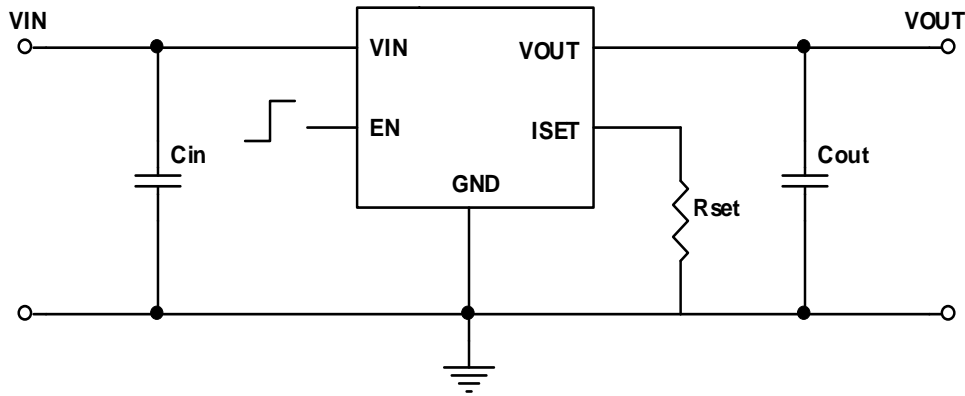 VIN
VOUT
VIN
VOUT
EN
ISET
Cin
GND
Rset
Cout